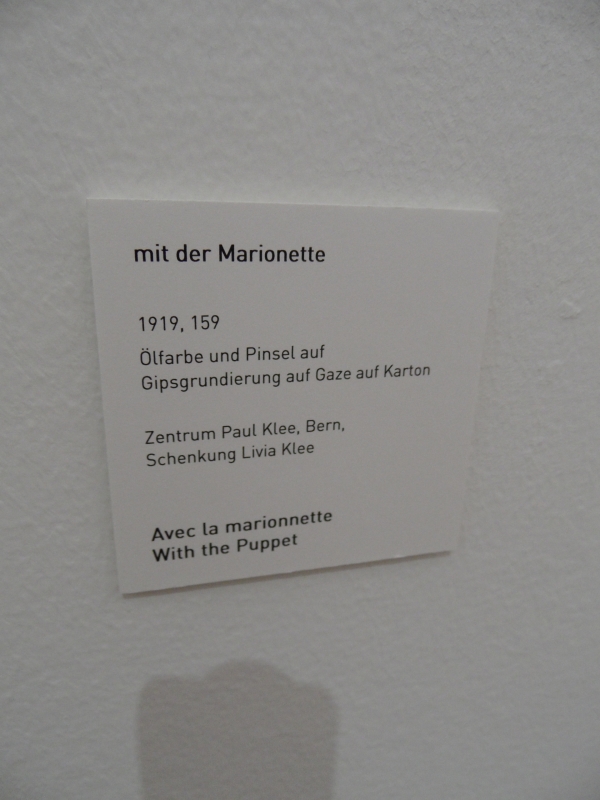 mit der Marionette
1919, 159
Ölfarbe und Pinsel auf
Gipsgrundierung auf Gaze auf Karton
Zentrum Paul Klee, Bern,
Schenkung Livia Klee
Avec la marionnette
With the Puppet